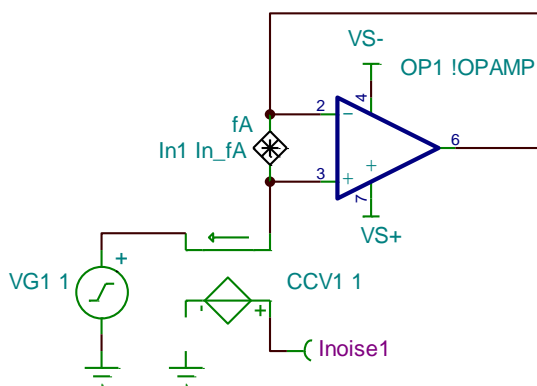 VS-
OP1 !OPAMP
4
2
-
fA
6
In1 In_fA
3
+
+
7
VS+
+
VG1 1
CCV1 1
-
+
Inoise1